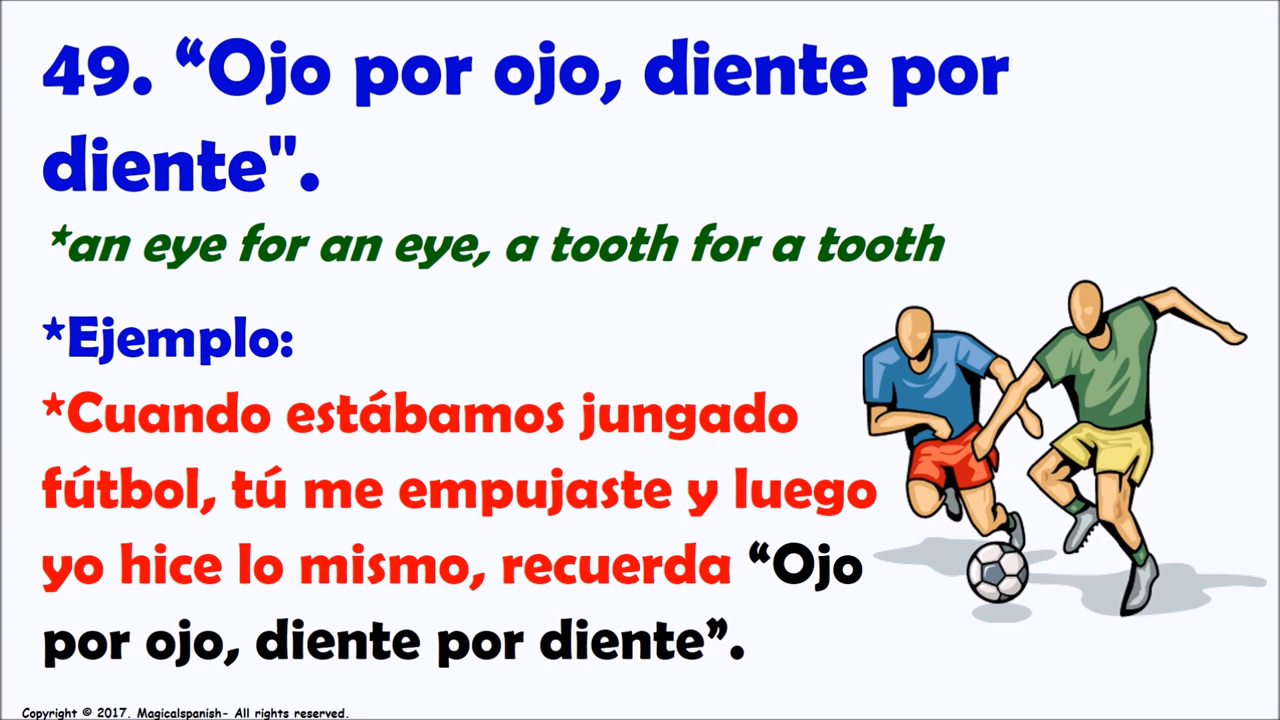 49. “Ojo por ojo, diente por
diente".
*an eye for an eye, a tooth for a tooth
*Ejemplo:
*Cuando estábamos jungado
fútbol, tú me empujaste y luego
yo hice lo mismo, recuerda “Ojo
por ojo, diente por diente”.
Copyright © 2017. Magicalspanish- All rights reserved.